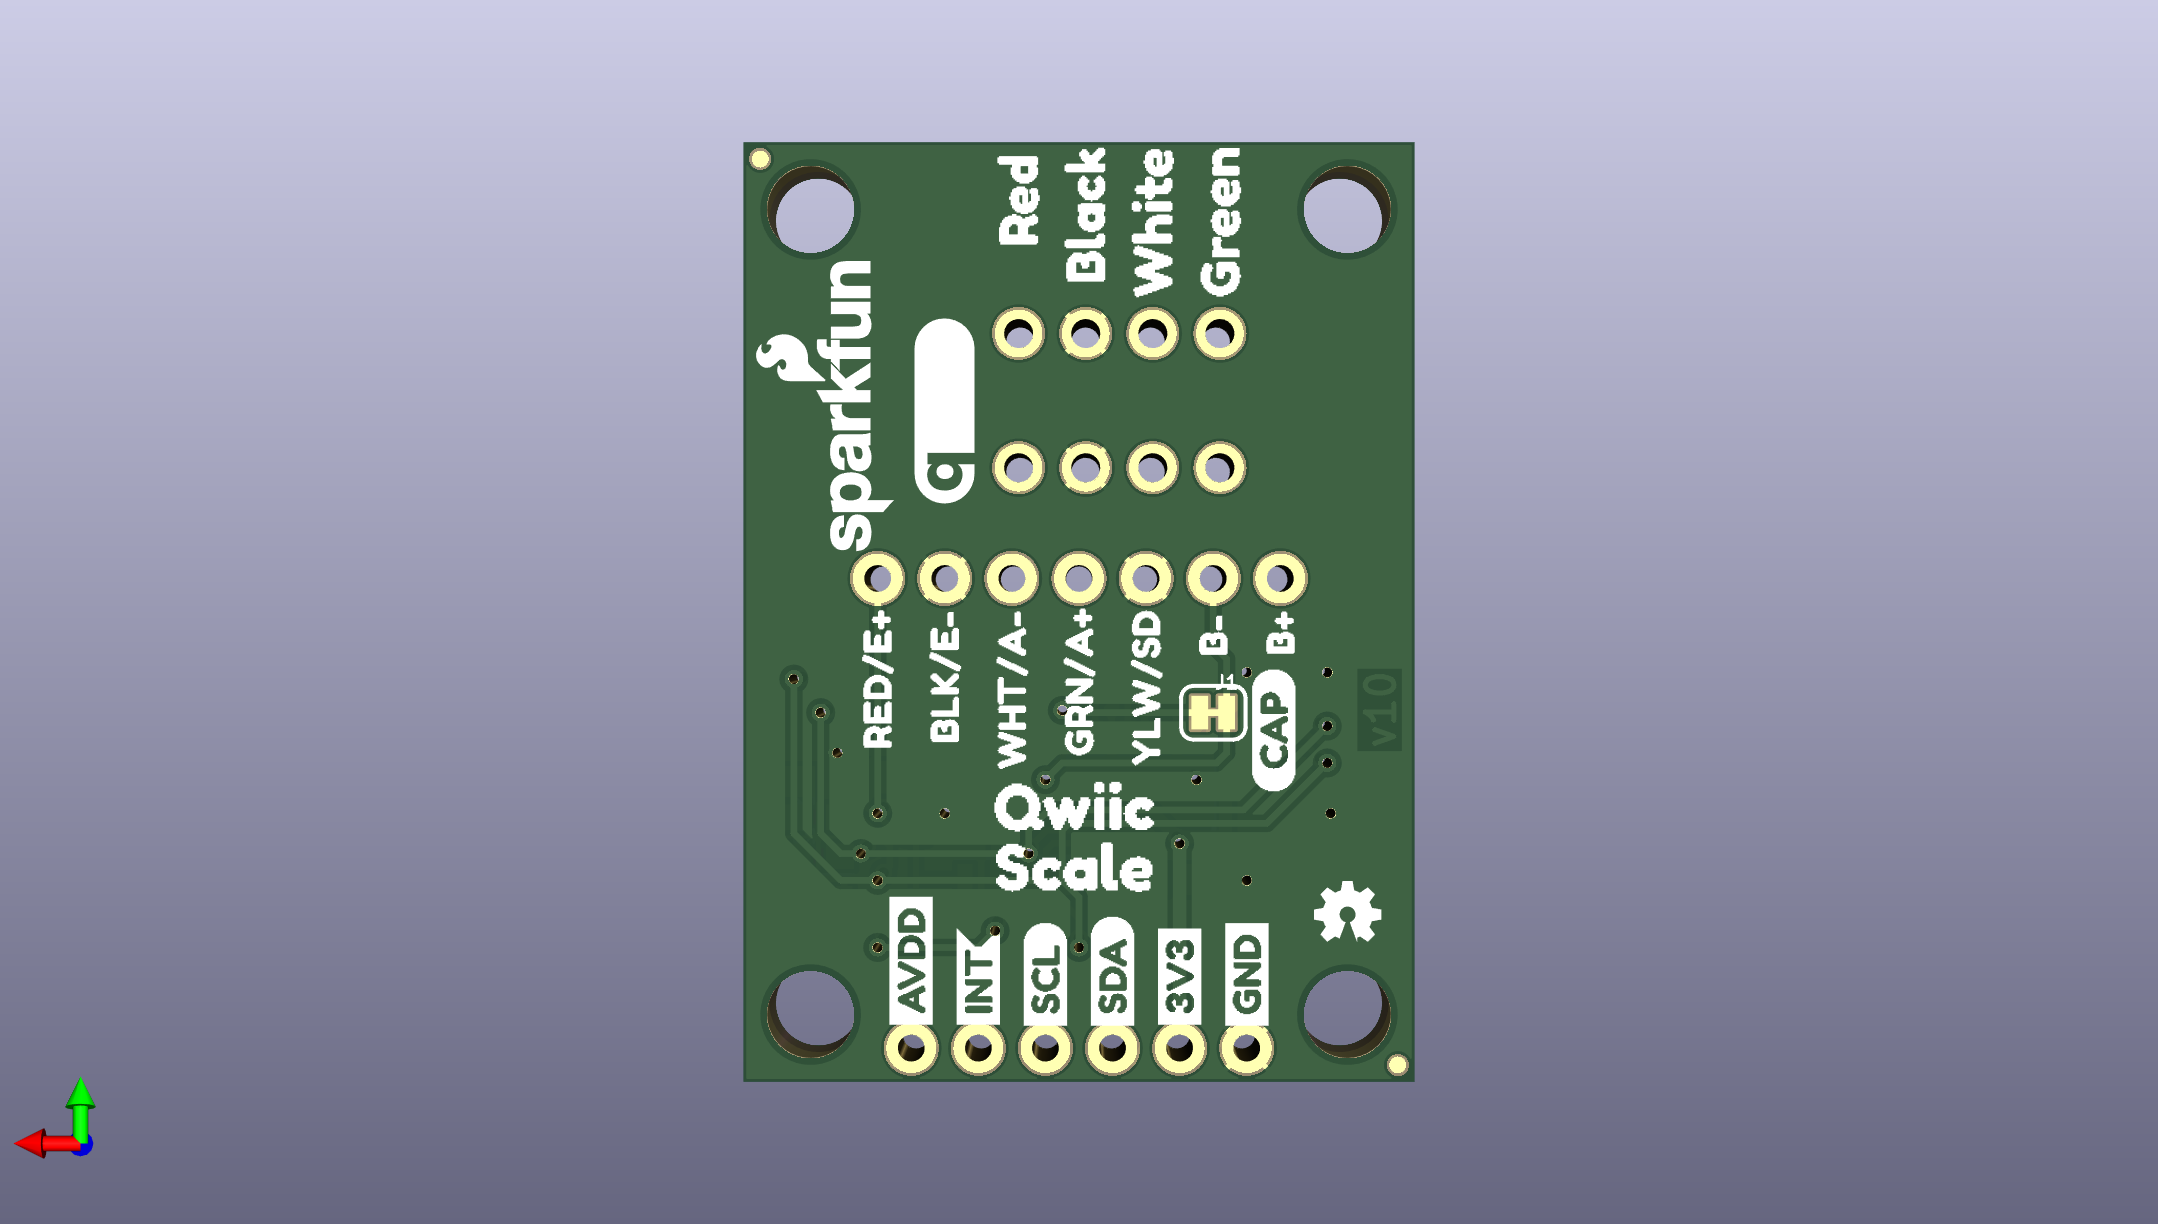 Red
Black
White
Green
sparkfun
q
RED/E+
BLK/E-
WHT/A-
GRN/A+
YLW/SD
B-
B+
J1
CAP
v10
Qwiic
Scale
AVDD
INT
SCL
SDA
3V3
GND